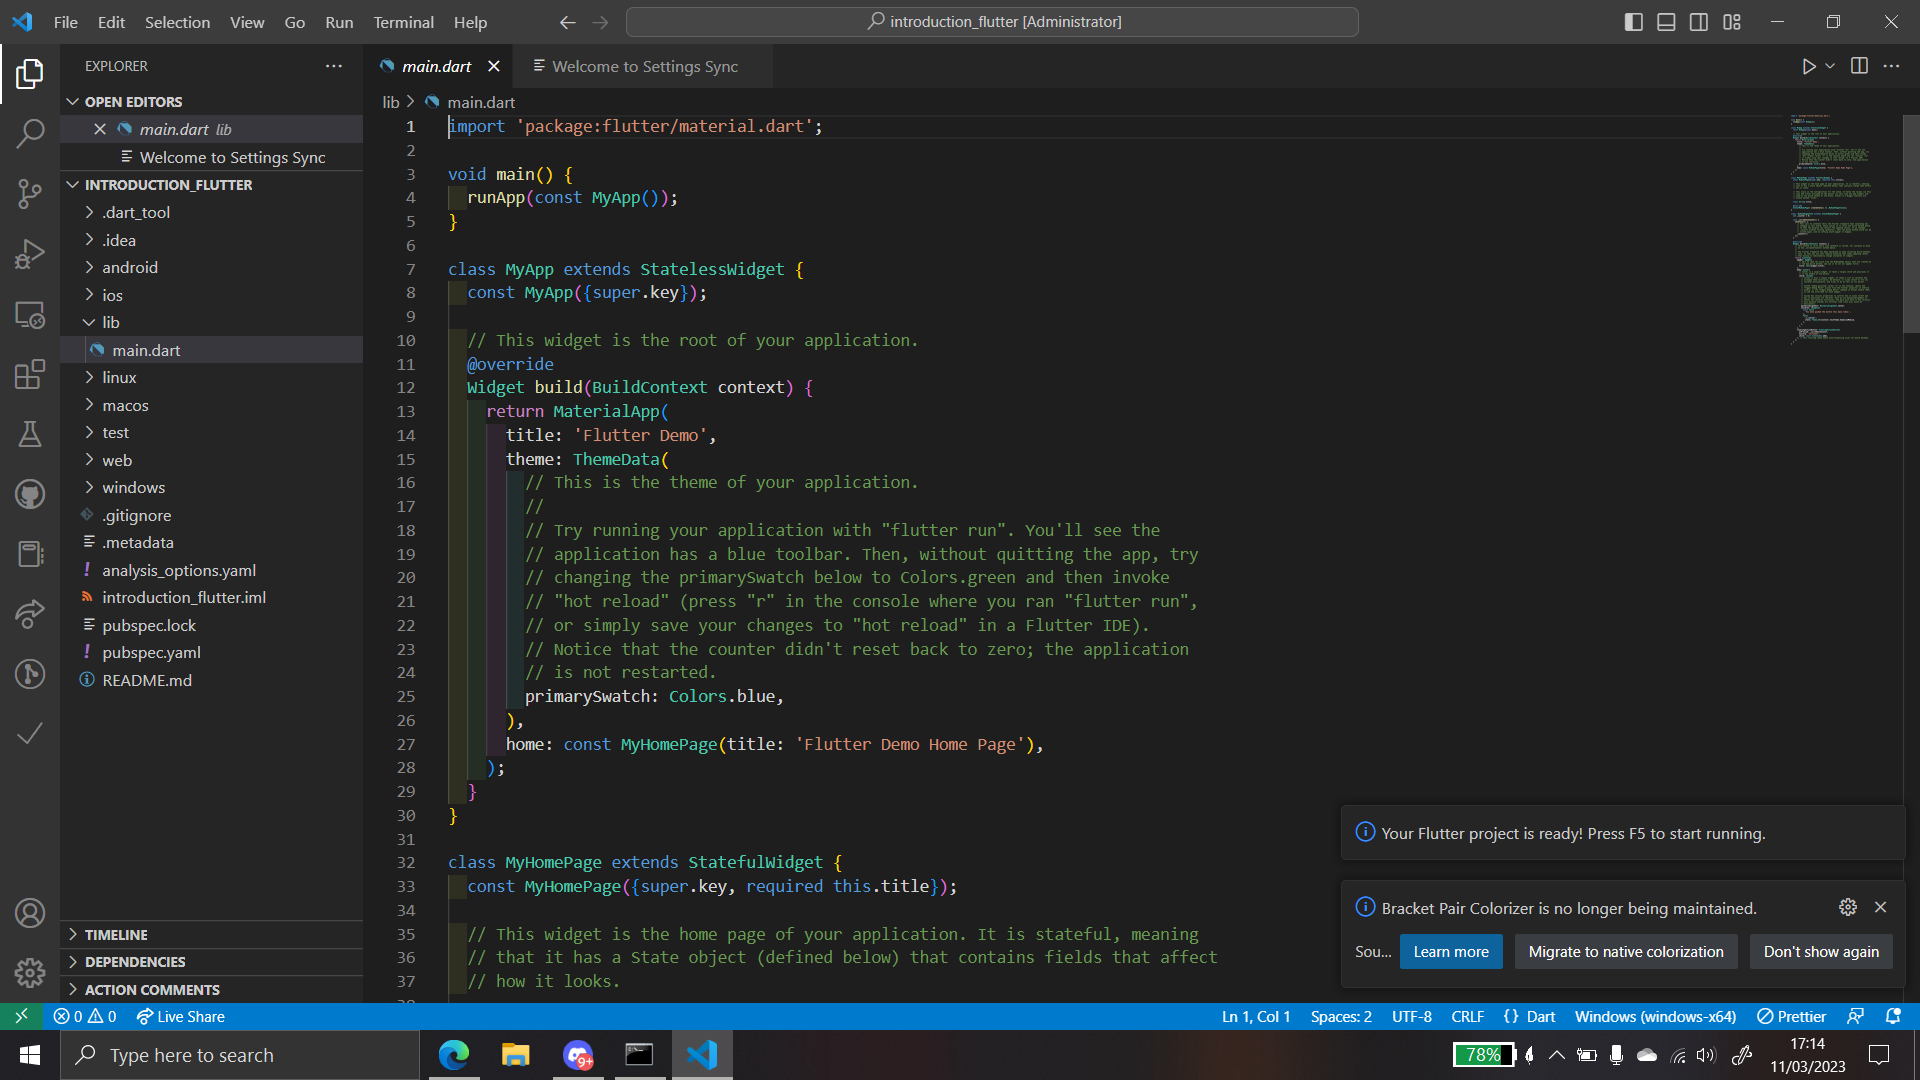 File Edit Selection View Go Run Terminal Help
introduction_flutter [Administrator]
EXPLORER
OPEN EDITORS
main.dart lib
Welcome to Settings Sync
INTRODUCTION_FLUTTER
.dart_tool
.idea
android
ios
lib
main.dart
linux
macos
test
web
windows
.gitignore
.metadata
analysis_options.yaml
introduction_flutter.iml
pubspec.lock
pubspec.yaml
README.md
TIMELINE
DEPENDENCIES
ACTION COMMENTS
main.dart Welcome to Settings Sync
lib > main.dart
1 import 'package:flutter/material.dart';
2
3 void main() {
4 runApp(const MyApp());
5 }
6
7 class MyApp extends StatelessWidget {
8 const MyApp({super.key});
9
10 // This widget is the root of your application.
11 @override
12 Widget build(BuildContext context) {
13 return MaterialApp(
14 title: 'Flutter Demo',
15 theme: ThemeData(
16 // This is the theme of your application.
17 //
18 // Try running your application with "flutter run". You'll see the
19 // application has a blue toolbar. Then, without quitting the app, try
20 // changing the primarySwatch below to Colors.green and then invoke
21 // "hot reload" (press "r" in the console where you ran "flutter run",
22 // or simply save your changes to "hot reload" in a Flutter IDE).
23 // Notice that the counter didn't reset back to zero; the application
24 // is not restarted.
25 primarySwatch: Colors.blue,
26 ),
27 home: const MyHomePage(title: 'Flutter Demo Home Page'),
28 );
29 }
30 }
31
32 class MyHomePage extends StatefulWidget {
33 const MyHomePage({super.key, required this.title});
34
35 // This widget is the home page of your application. It is stateful, meaning
36 // that it has a State object (defined below) that contains fields that affect
37 // how it looks.
Your Flutter project is ready! Press F5 to start running.
Bracket Pair Colorizer is no longer being maintained.
Sou... Learn more Migrate to native colorization Don't show again
0 0 Live Share
Ln 1, Col 1 Spaces: 2 UTF-8 CRLF {} Dart Windows (windows-x64) Prettier
Type here to search
9+
78%
17:14
11/03/2023